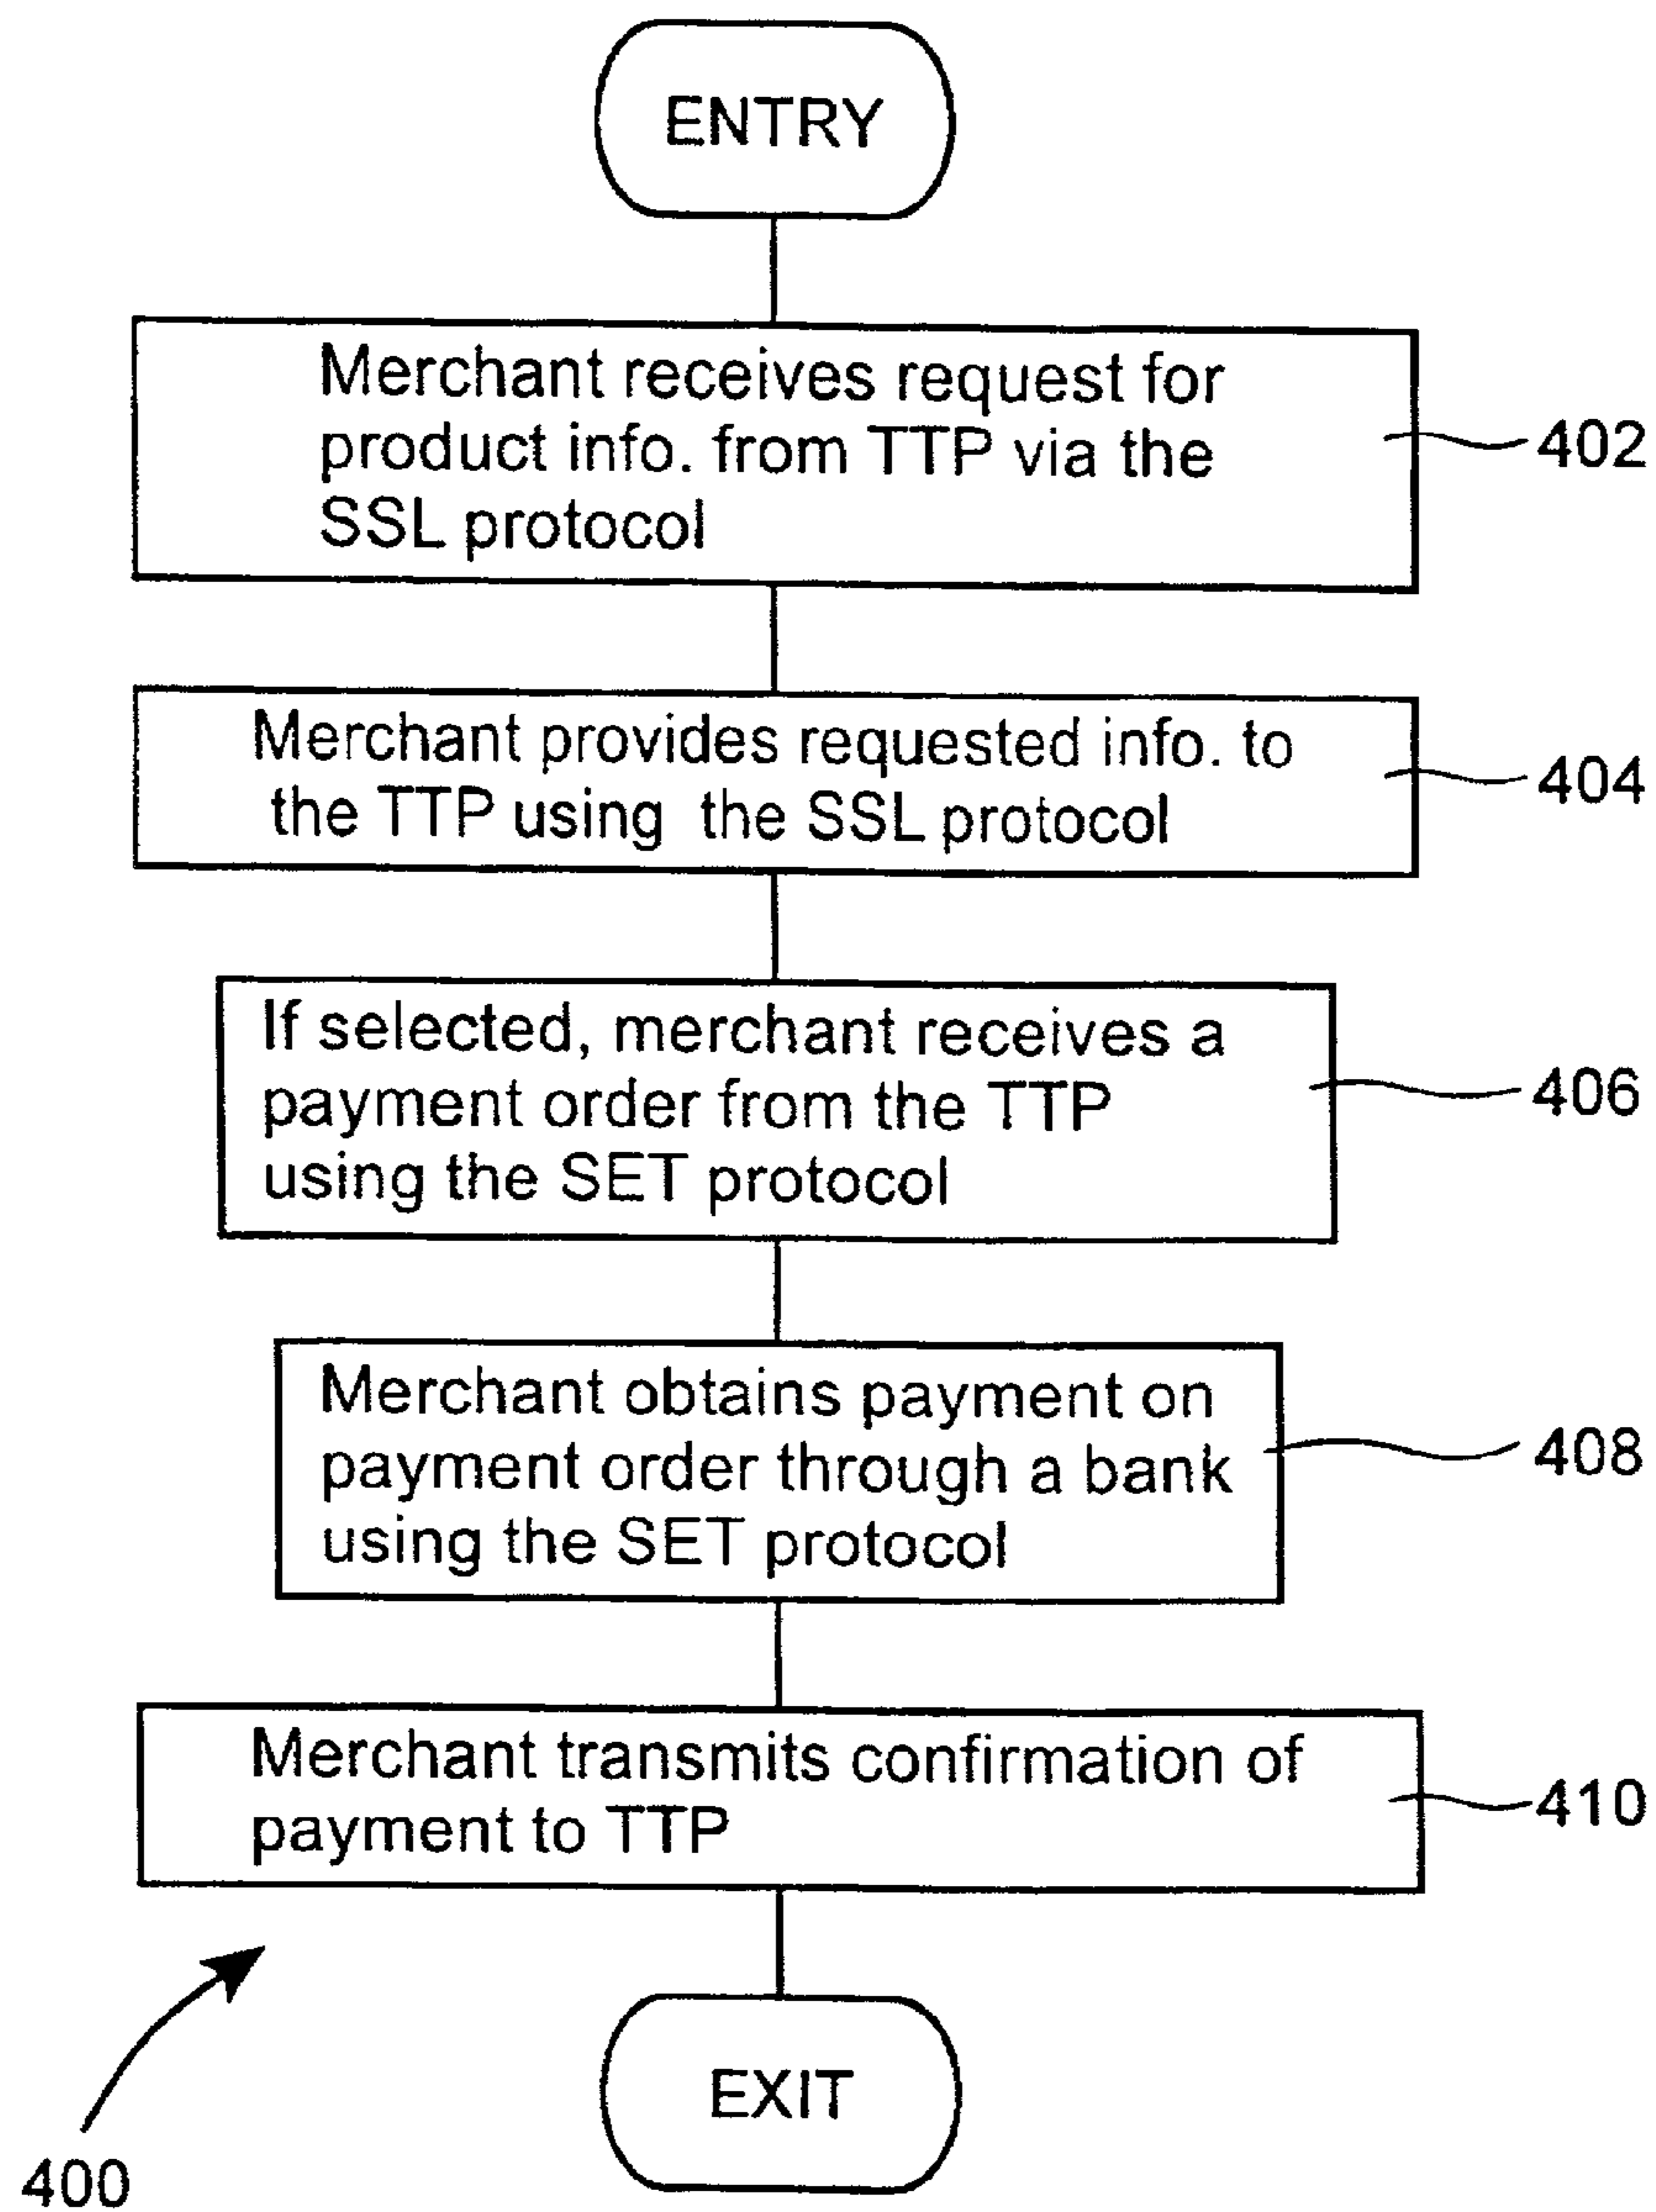 ENTRY
Merchant receives request for
product info. from TTP via the
SSL protocol
402
Merchant provides requested info. to
the TTP using the SSL protocol
404
If selected, merchant receives a
payment order from the TTP
using the SET protocol
406
Merchant obtains payment on
payment order through a bank
using the SET protocol
408
Merchant transmits confirmation of
payment to TTP
410
EXIT
400